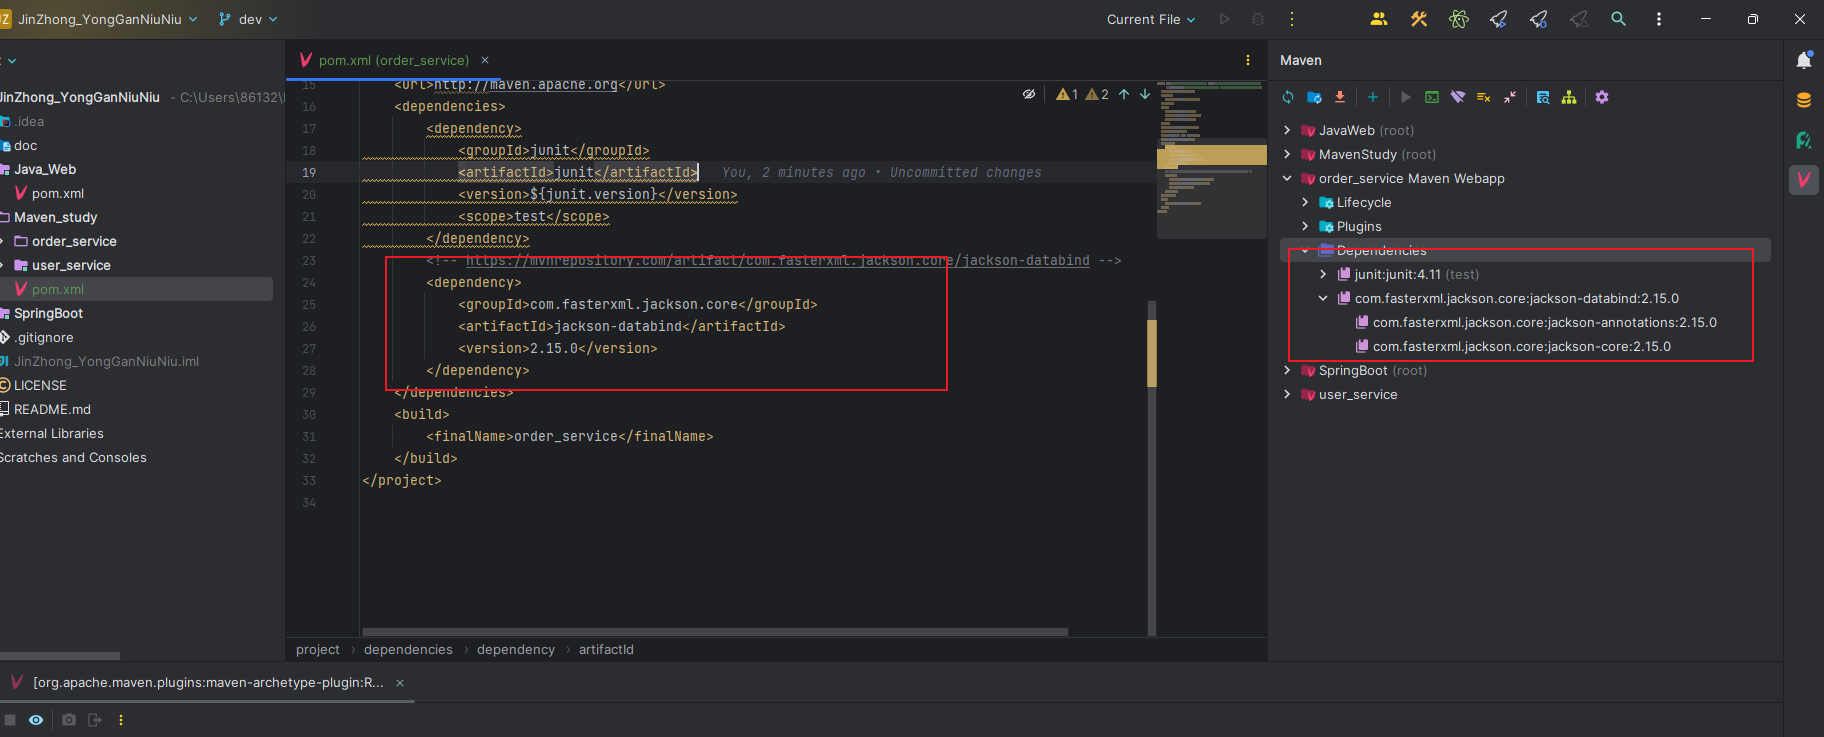 JZ JinZhong_YongGanNiuNiu dev Current File
JinZhong_YongGanNiuNiu - C:\Users\86132\
.idea
doc
Java_Web
pom.xml
Maven_study
order_service
user_service
pom.xml
SpringBoot
.gitignore
JinZhong_YongGanNiuNiu.iml
LICENSE
README.md
External Libraries
Scratches and Consoles
pom.xml (order_service)
1 2
15 <url>http://maven.apache.org</url>
16 <dependencies>
17 <dependency>
18 <groupId>junit</groupId>
19 <artifactId>junit</artifactId> You, 2 minutes ago • Uncommitted changes
20 <version>${junit.version}</version>
21 <scope>test</scope>
22 </dependency>
23 <!-- https://mvnrepository.com/artifact/com.fasterxml.jackson.core/jackson-databind -->
24 <dependency>
25 <groupId>com.fasterxml.jackson.core</groupId>
26 <artifactId>jackson-databind</artifactId>
27 <version>2.15.0</version>
28 </dependency>
29 </dependencies>
30 <build>
31 <finalName>order_service</finalName>
32 </build>
33 </project>
34
project › dependencies › dependency › artifactId
Maven
JavaWeb (root)
MavenStudy (root)
order_service Maven Webapp
Lifecycle
Plugins
Dependencies
junit:junit:4.11 (test)
com.fasterxml.jackson.core:jackson-databind:2.15.0
com.fasterxml.jackson.core:jackson-annotations:2.15.0
com.fasterxml.jackson.core:jackson-core:2.15.0
SpringBoot (root)
user_service
[org.apache.maven.plugins:maven-archetype-plugin:R...